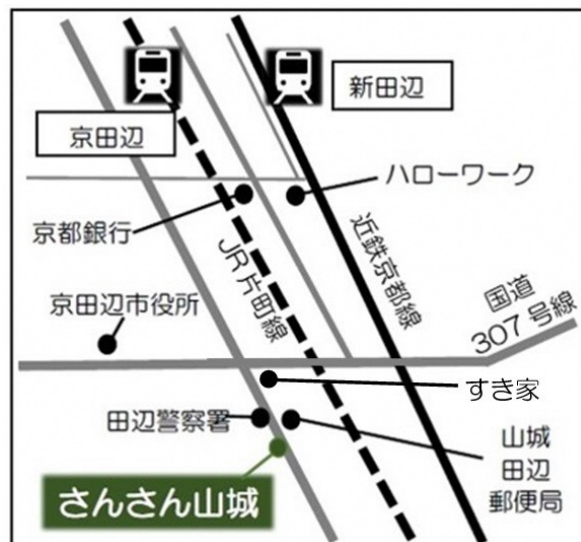 新田辺
京田辺
ハローワーク
京都銀行
JR片町線
近鉄京都線
京田辺市役所
国道
307号線
すき家
田辺警察署
山城
田辺
郵便局
さんさん山城